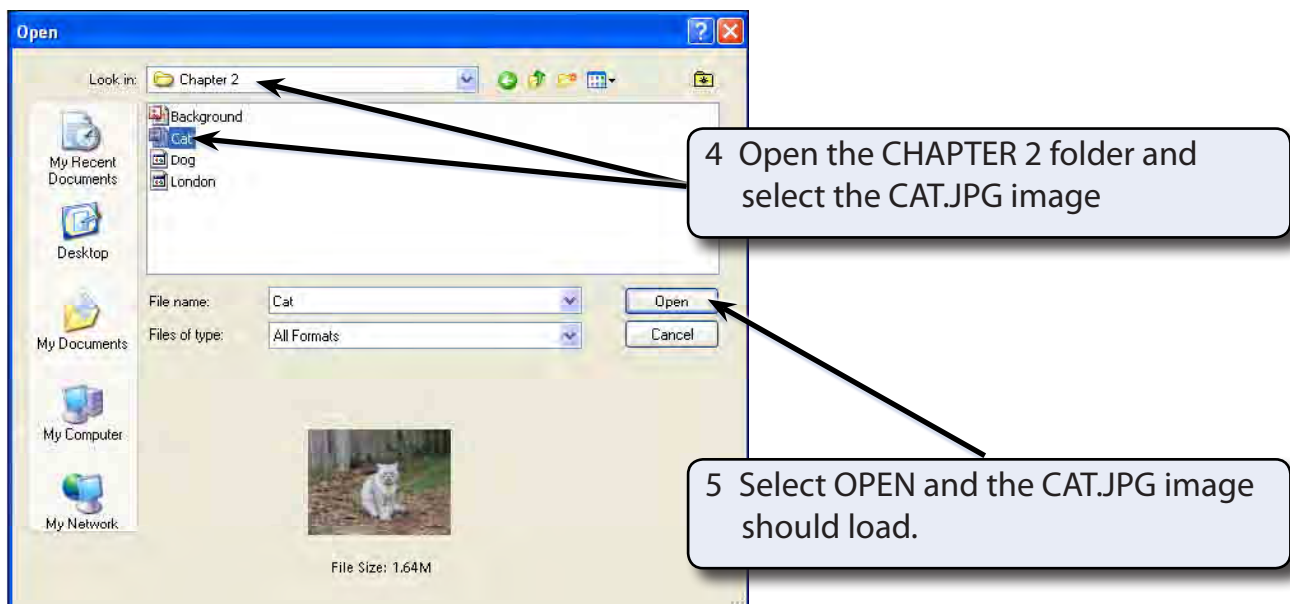 Open
Look in: Chapter 2
Background
Cat
Dog
London
My Recent
Documents
Desktop
My Documents
My Computer
My Network
4 Open the CHAPTER 2 folder and
select the CAT.JPG image
File name: Cat Open
Files of type: All Formats Cancel
5 Select OPEN and the CAT.JPG image
should load.
File Size: 1.64M